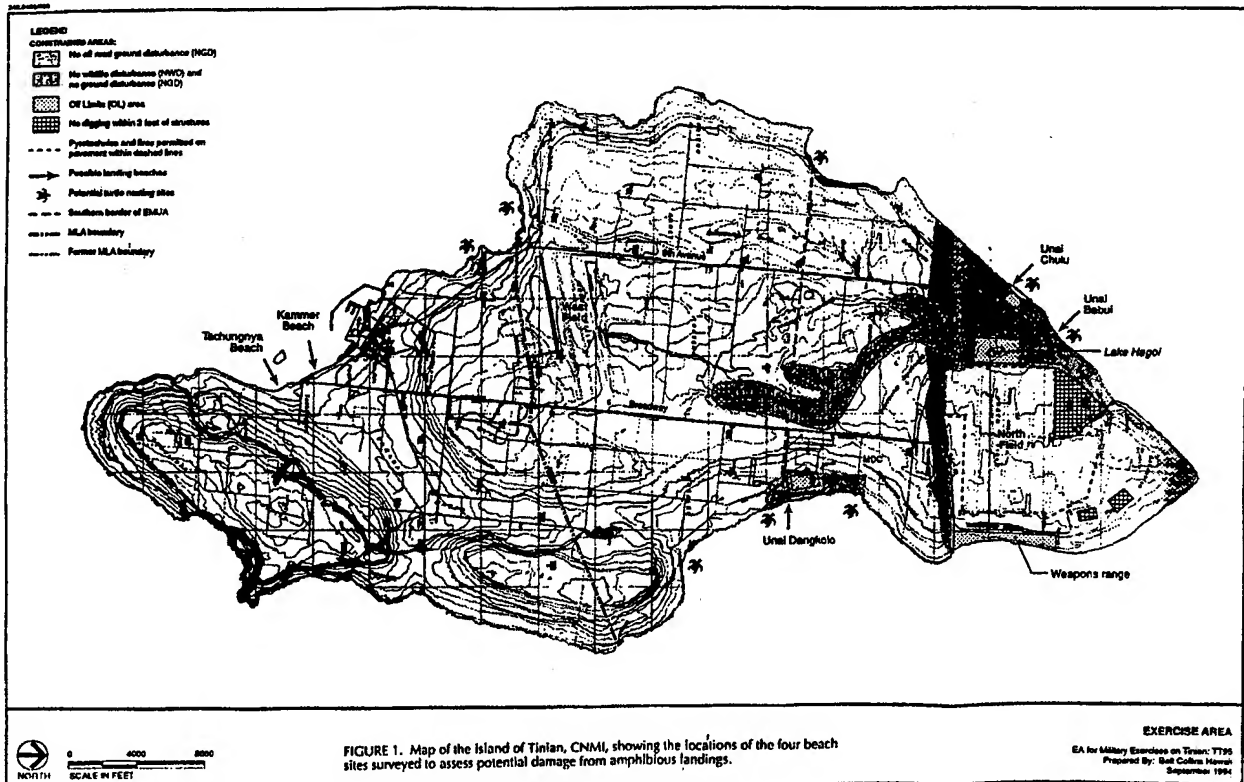 LEGEND
CONSTRAINED AREAS:
No off road ground disturbance (NGD)
No wildlife disturbance (NWD) and
no ground disturbance (NGD)
Off Limits (OL) area
No digging within 2 feet of structures
Pyrotechnics and fires permitted on
pavement within dashed lines
Possible landing beaches
Potential turtle nesting sites
Southern border of EMUA
MLA boundary
Former MLA boundary
Unai
Chulu
8th Avenue
Unai
Babui
Kammer
Beach
West
Field
Tachungnya
Beach
Lake Hagoi
Broadway
North
Field
Unai Dangkolo
Weapons range
NORTH
0 4000 8000
SCALE IN FEET
FIGURE 1. Map of the Island of Tinian, CNMI, showing the locations of the four beach
sites surveyed to assess potential damage from amphibious landings.
EXERCISE AREA
EA for Military Exercises on Tinian: TT95
Prepared By: Belt Collins Hawaii
September 1994